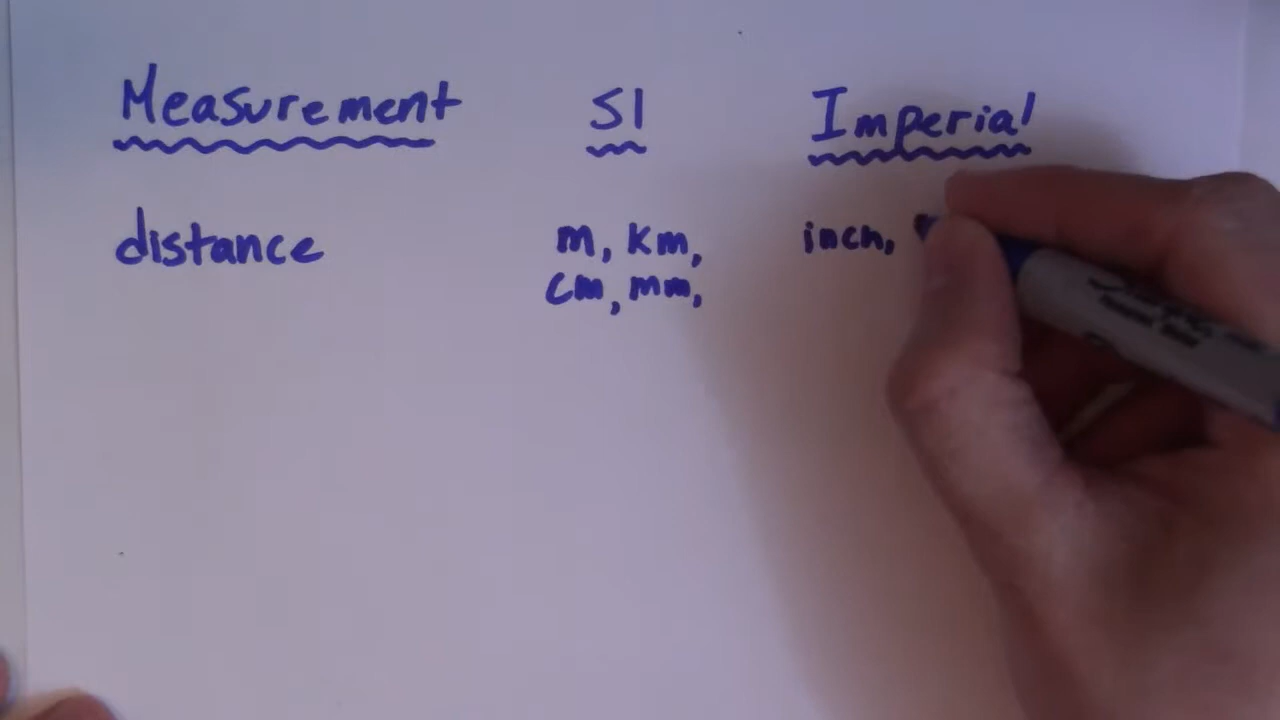 Measurement SI Imperial
distance m, km, inch,
cm, mm,